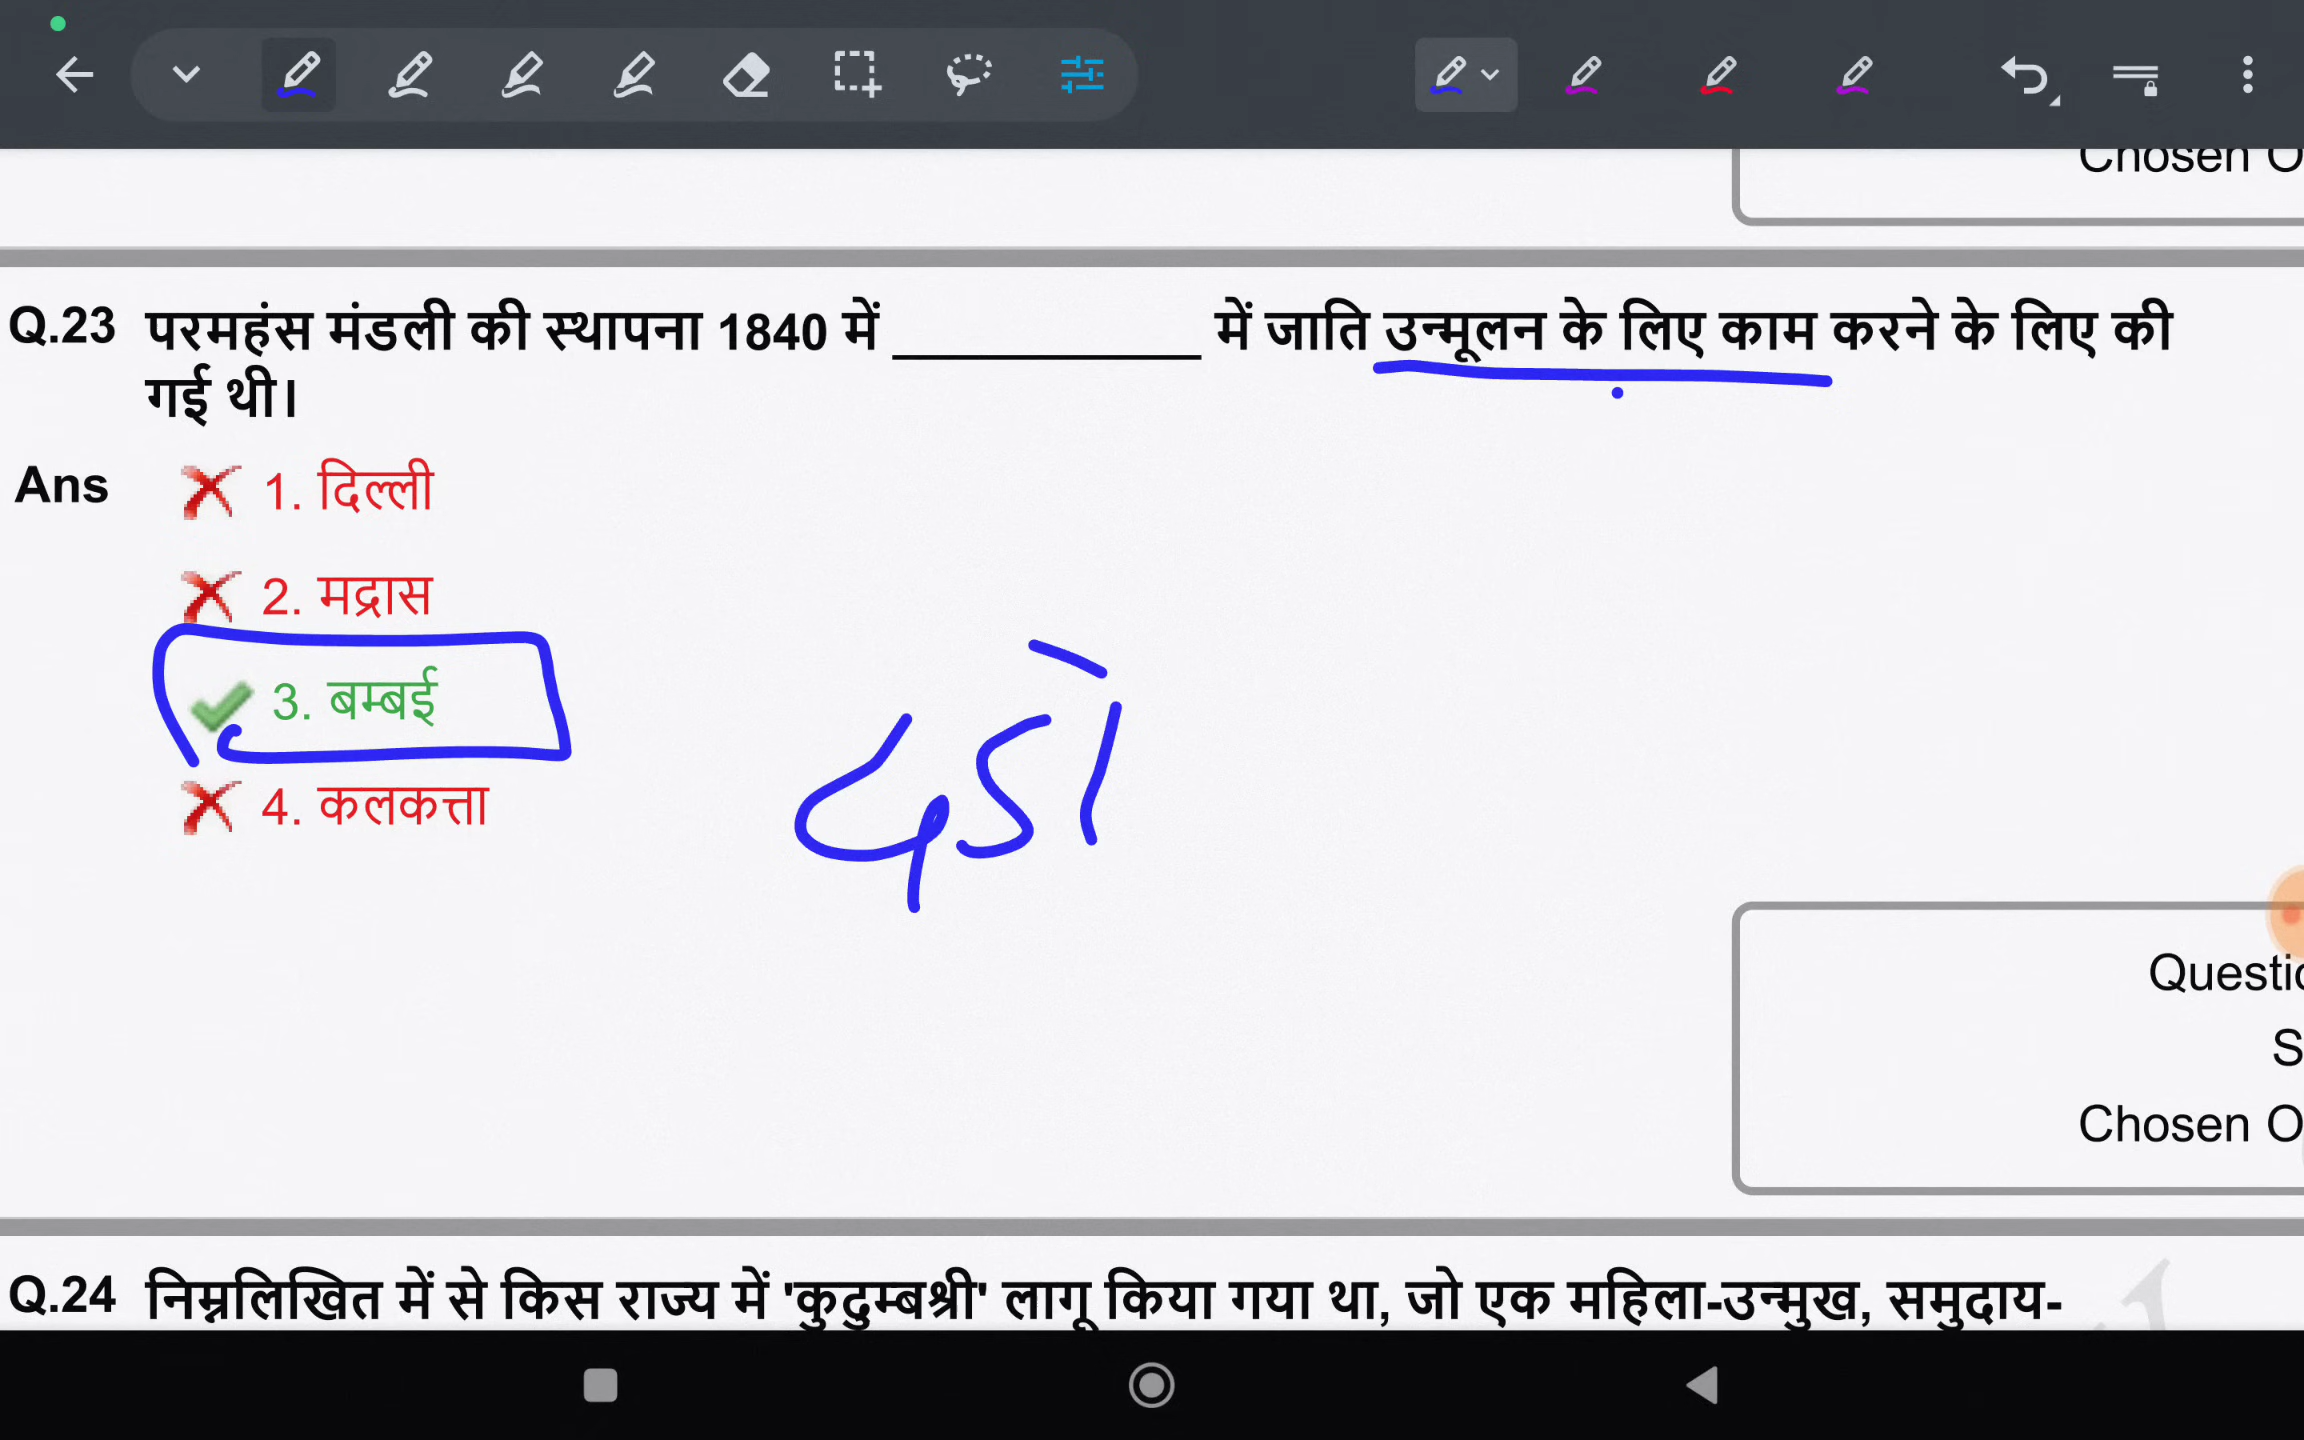 Chosen O
Q.23 परमहंस मंडली की स्थापना 1840 में ____________ में जाति उन्मूलन के लिए काम करने के लिए की
गई थी।
Ans 1. दिल्ली
2. मद्रास
3. बम्बई
4. कलकत्ता
Questio
S
Chosen O
Q.24 निम्नलिखित में से किस राज्य में 'कुदुम्बश्री' लागू किया गया था, जो एक महिला-उन्मुख, समुदाय-